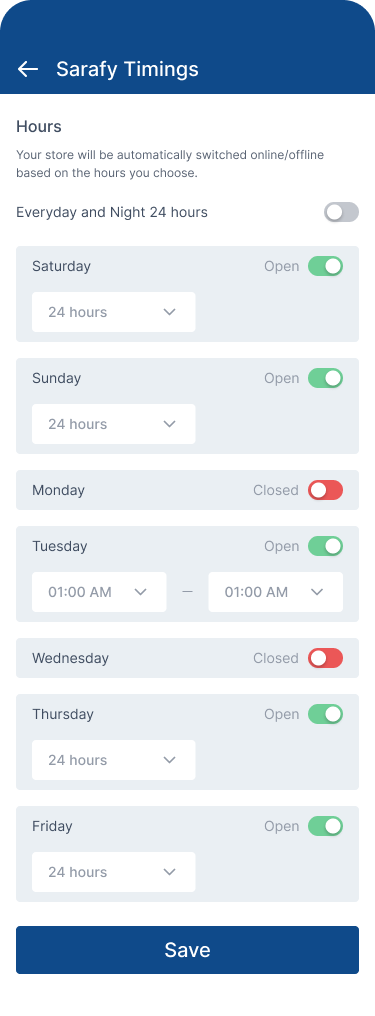 Sarafy Timings
Hours
Your store will be automatically switched online/offline
based on the hours you choose.
Everyday and Night 24 hours
Saturday Open
24 hours
Sunday Open
24 hours
Monday Closed
Tuesday Open
01:00 AM – 01:00 AM
Wednesday Closed
Thursday Open
24 hours
Friday Open
24 hours
Save